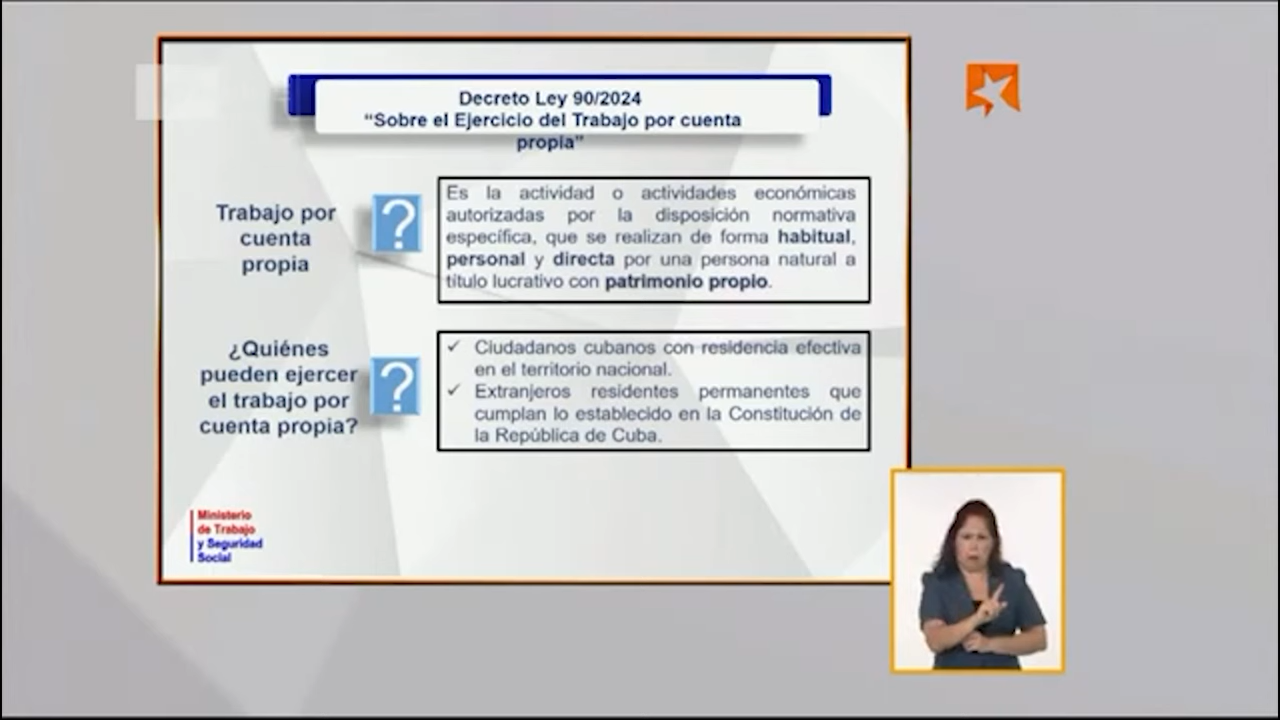 Decreto Ley 90/2024
“Sobre el Ejercicio del Trabajo por cuenta
propia”
Trabajo por
cuenta
propia
?
Es la actividad o actividades económicas
autorizadas por la disposición normativa
específica, que se realizan de forma habitual,
personal y directa por una persona natural a
título lucrativo con patrimonio propio.
¿Quiénes
pueden ejercer
el trabajo por
cuenta propia?
?
✓ Ciudadanos cubanos con residencia efectiva
en el territorio nacional.
✓ Extranjeros residentes permanentes que
cumplan lo establecido en la Constitución de
la República de Cuba.
Ministerio
de Trabajo
y Seguridad
Social